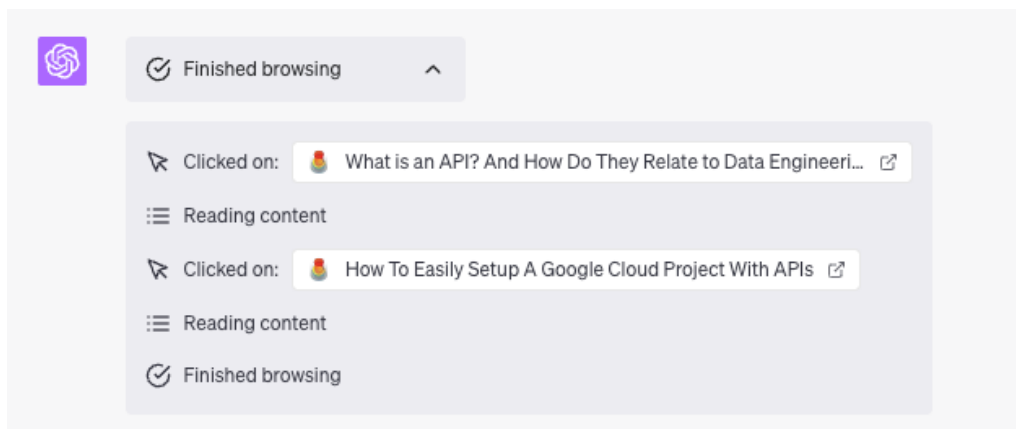 Finished browsing
Clicked on: What is an API? And How Do They Relate to Data Engineeri...
Reading content
Clicked on: How To Easily Setup A Google Cloud Project With APIs
Reading content
Finished browsing